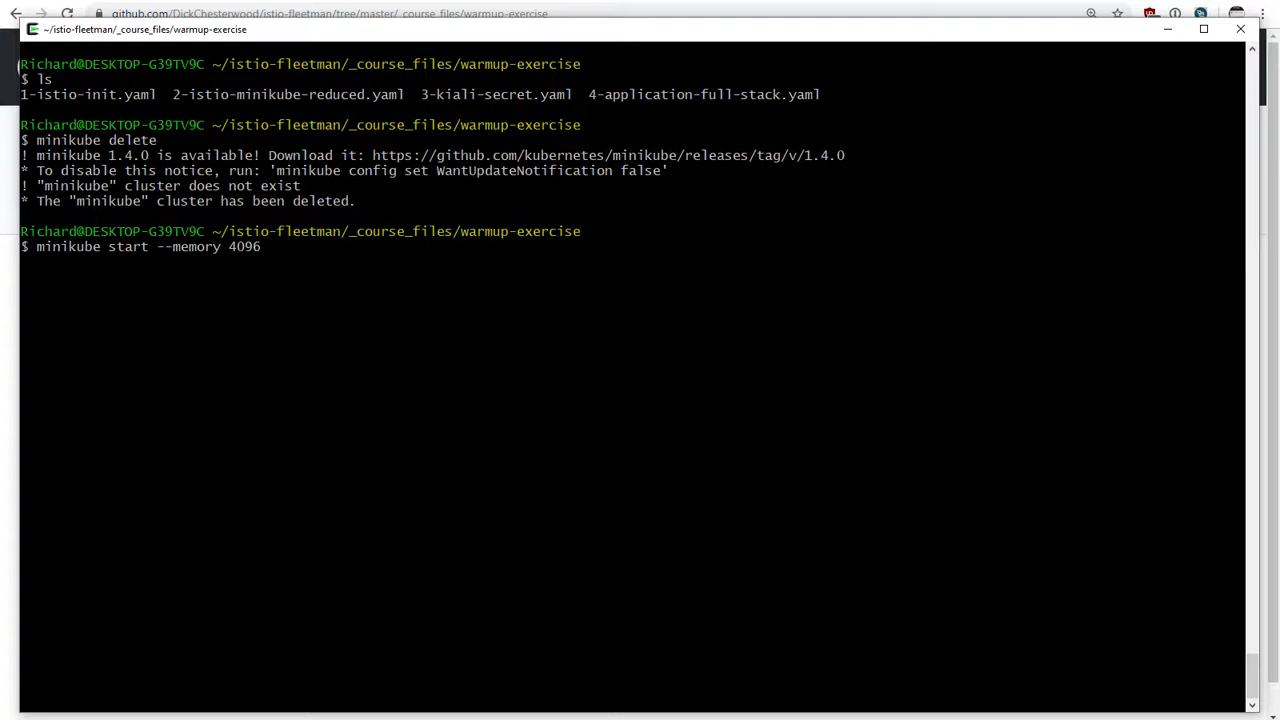 github.com/DickChesterwood/istio-fleetman/tree/master/_course_files/warmup-exercise
~/istio-fleetman/_course_files/warmup-exercise
Richard@DESKTOP-G39TV9C ~/istio-fleetman/_course_files/warmup-exercise
$ ls
1-istio-init.yaml  2-istio-minikube-reduced.yaml  3-kiali-secret.yaml  4-application-full-stack.yaml
Richard@DESKTOP-G39TV9C ~/istio-fleetman/_course_files/warmup-exercise
$ minikube delete
! minikube 1.4.0 is available! Download it: https://github.com/kubernetes/minikube/releases/tag/v/1.4.0
* To disable this notice, run: 'minikube config set WantUpdateNotification false'
! "minikube" cluster does not exist
* The "minikube" cluster has been deleted.
Richard@DESKTOP-G39TV9C ~/istio-fleetman/_course_files/warmup-exercise
$ minikube start --memory 4096